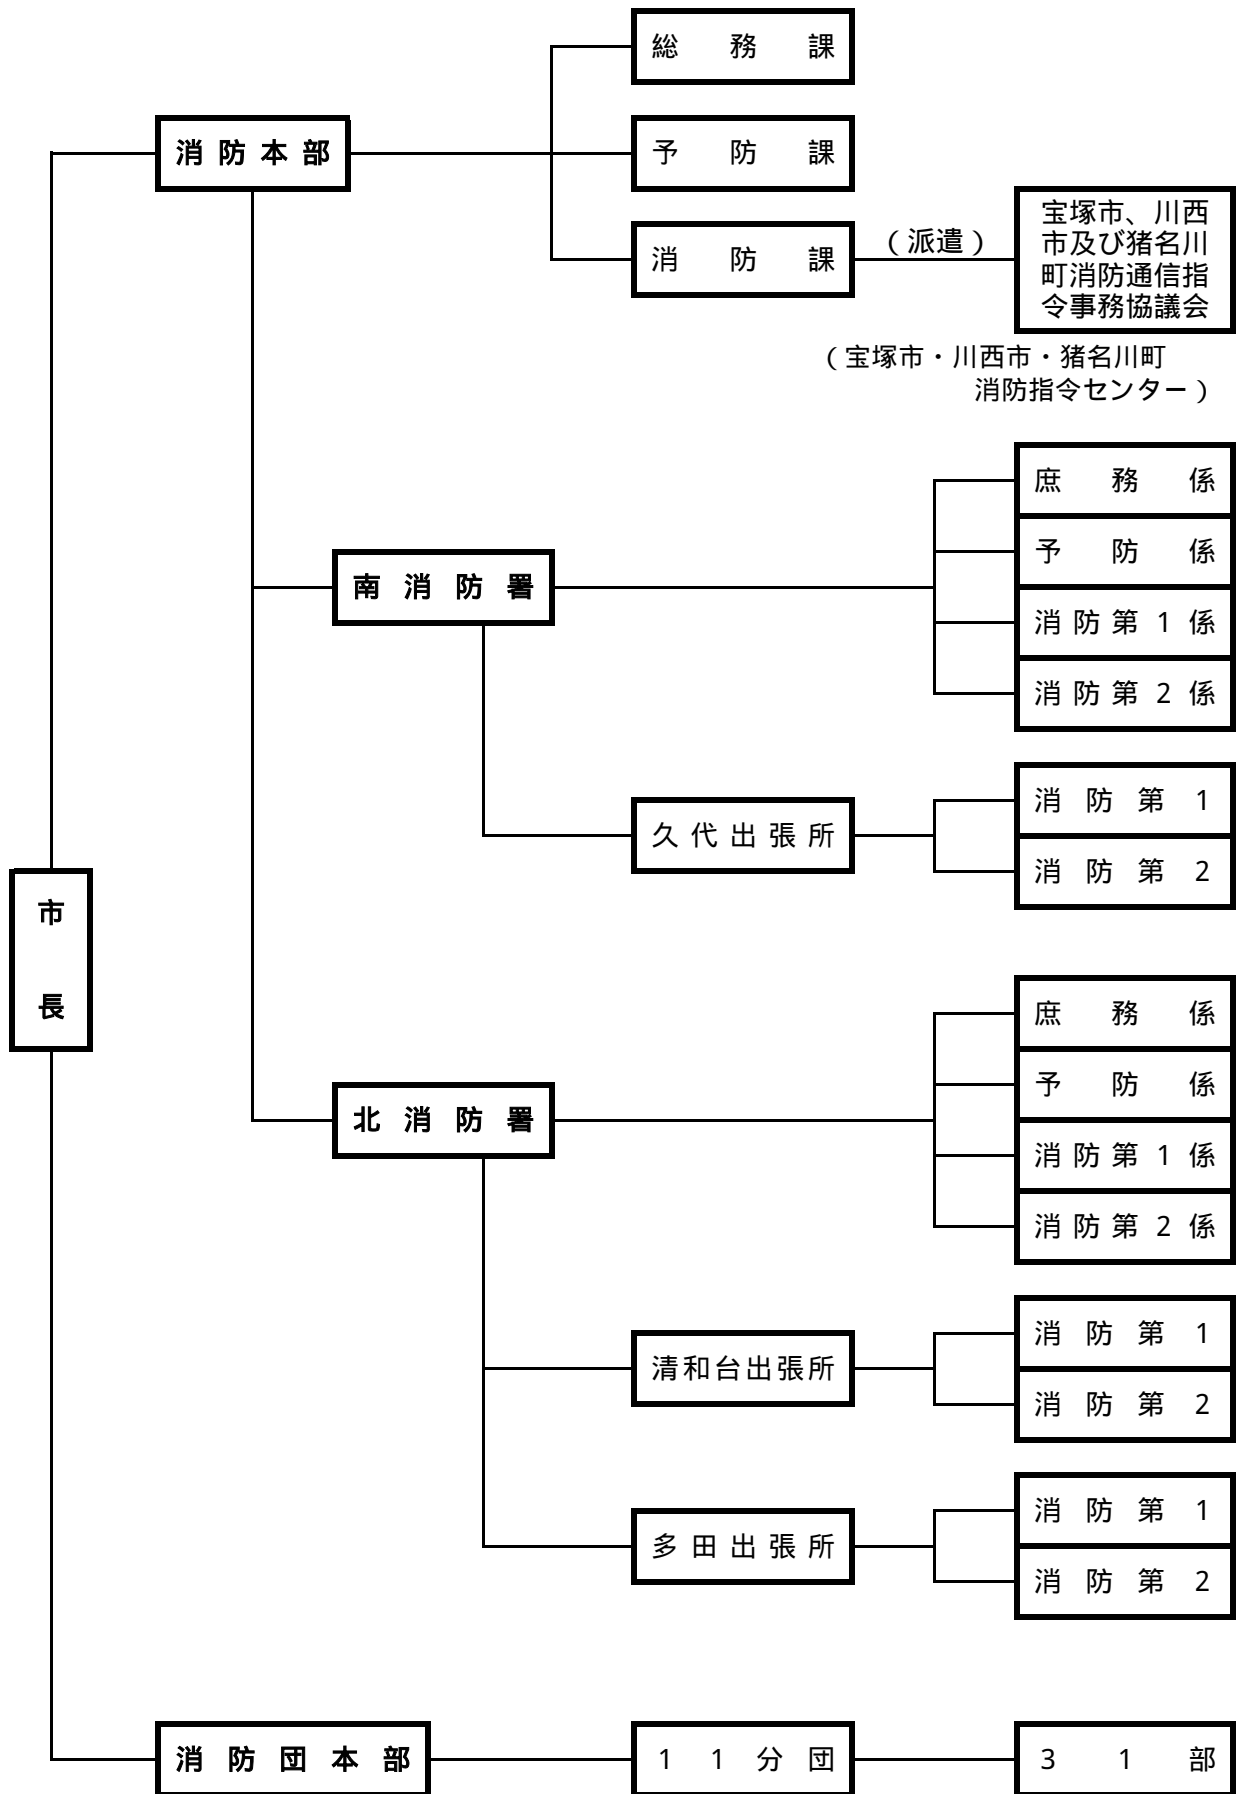 総務課
消防本部
予防課
消防課
(派遣)
宝塚市、川西
市及び猪名川
町消防通信指
令事務協議会
(宝塚市・川西市・猪名川町
消防指令センター)
南消防署
庶務係
予防係
消防第1係
消防第2係
久代出張所
消防第1
消防第2
市
長
北消防署
庶務係
予防係
消防第1係
消防第2係
清和台出張所
消防第1
消防第2
多田出張所
消防第1
消防第2
消防団本部
11分団
31部